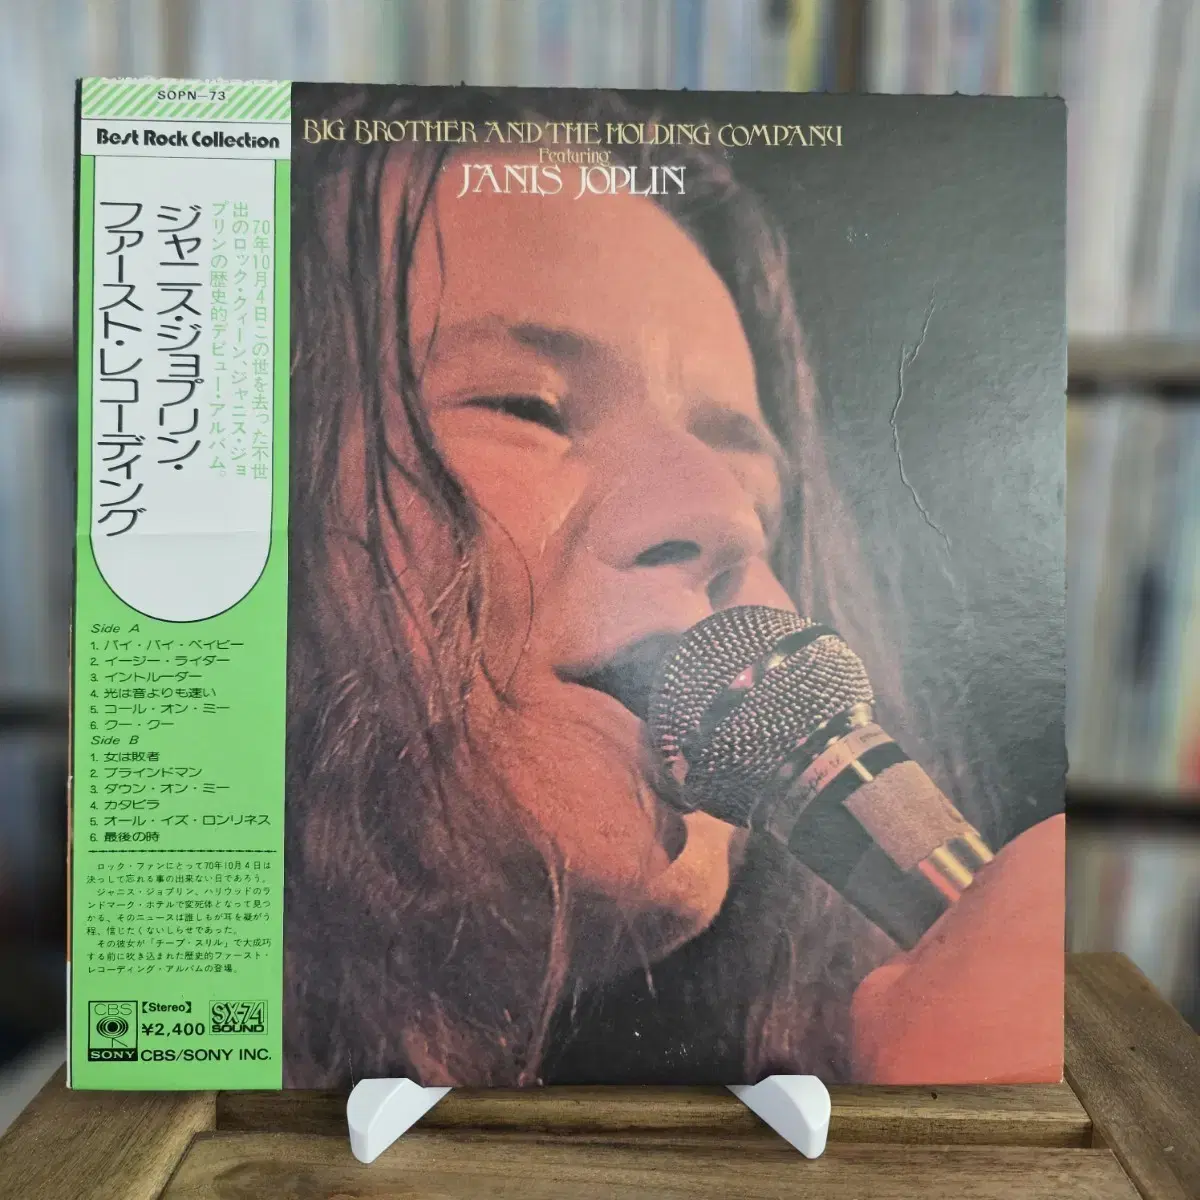 SOPN—73
Best Rock Collection
70年10月4日この世を去った不世
出のロック・クィーン、ジャニス・ジョ
プリンの歴史的デビュー・アルバム。
ジャニス・ジョプリン・
ファースト・レコーディング
Side A
1. バイ・バイ・ベイビー
2. イージー・ライダー
3. イントルーダー
4. 光は音よりも速い
5. コール・オン・ミー
6. クー・クー
Side B
1. 女は敗者
2. ブラインドマン
3. ダウン・オン・ミー
4. カタピラ
5. オール・イズ・ロンリネス
6. 最後の時
ロック・ファンにとって70年10月4日は
決っして忘れる事の出来ない日であろう。
ジャニス・ジョプリン、ハリウッドのラ
ンドマーク・ホテルで変死体となって見つ
かる、そのニュースは誰しもが耳を疑がう
程、信じたくないしらせであった。
その彼女が「チープ・スリル」で大成功
する前に吹き込まれた歴史的ファースト・
レコーディング・アルバムの登場。
CBS
SONY
【Stereo】
¥2,400
SX-74
SOUND
CBS/SONY INC.
BIG BROTHER AND THE HOLDING COMPANY
Featuring
JANIS JOPLIN